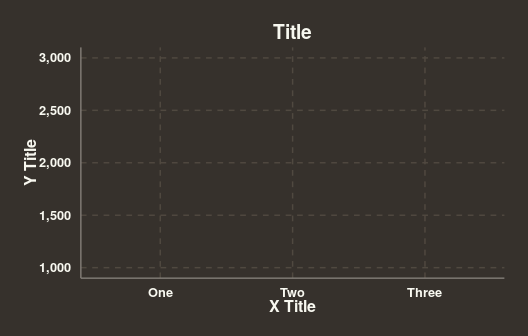 Title
3,000
2,500
2,000
1,500
1,000
Y Title
One Two Three
X Title